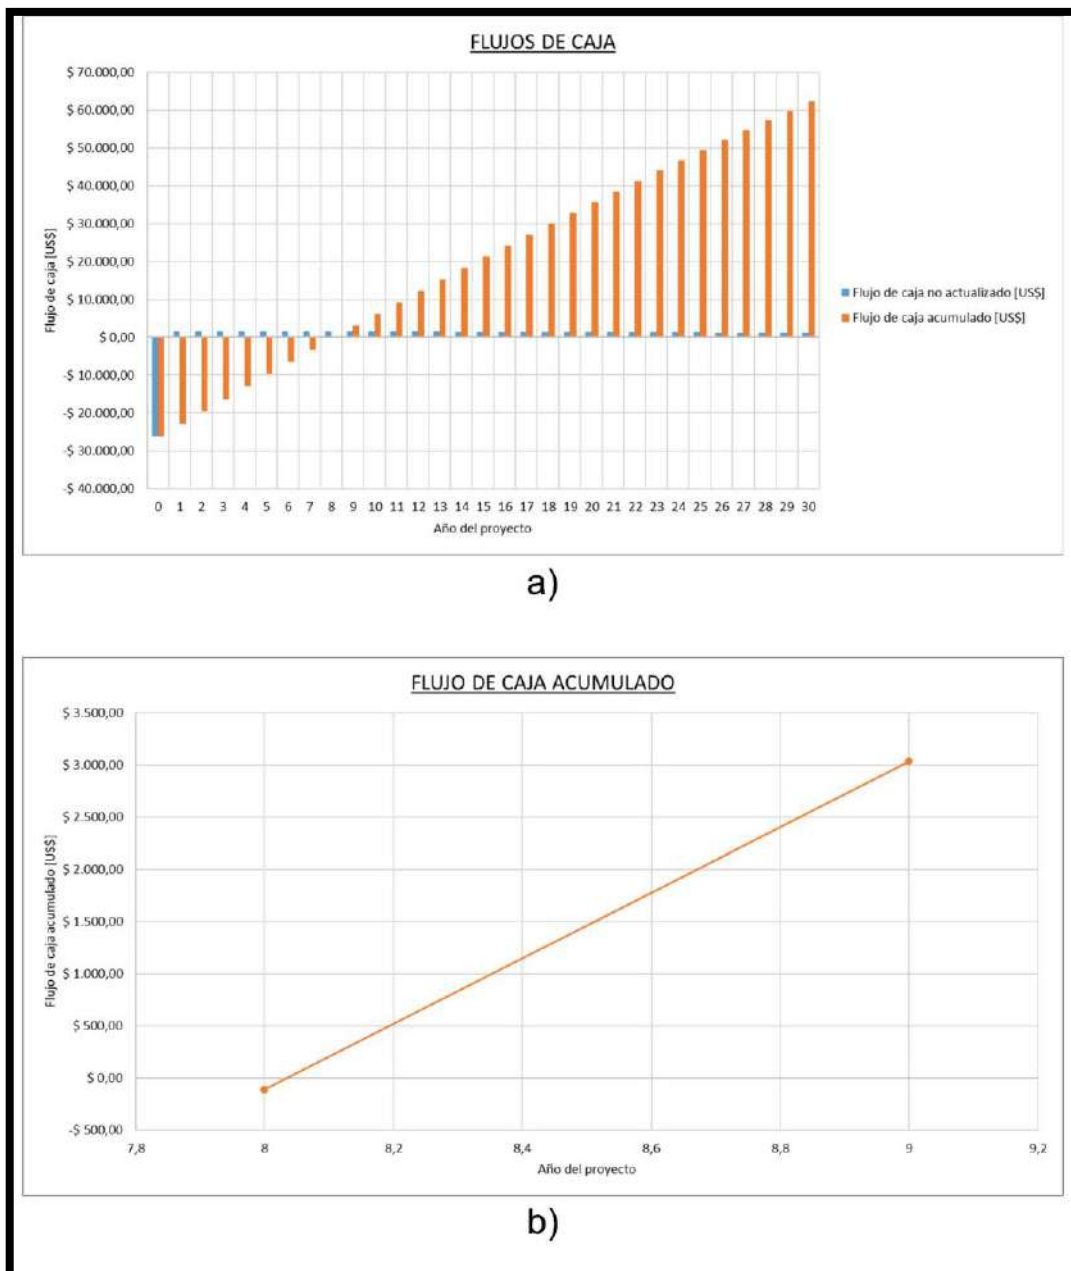 FLUJOS DE CAJA
$ 70.000,00
$ 60.000,00
$ 50.000,00
$ 40.000,00
$ 30.000,00
$ 20.000,00
$ 10.000,00
$ 0,00
-$ 10.000,00
-$ 20.000,00
-$ 30.000,00
-$ 40.000,00
Flujo de caja [US$]
0 1 2 3 4 5 6 7 8 9 10 11 12 13 14 15 16 17 18 19 20 21 22 23 24 25 26 27 28 29 30
Año del proyecto
Flujo de caja no actualizado [US$]
Flujo de caja acumulado [US$]
a)
FLUJO DE CAJA ACUMULADO
$ 3.500,00
$ 3.000,00
$ 2.500,00
$ 2.000,00
$ 1.500,00
$ 1.000,00
$ 500,00
$ 0,00
-$ 500,00
Flujo de caja acumulado [US$]
7,8 8 8,2 8,4 8,6 8,8 9 9,2
Año del proyecto
b)